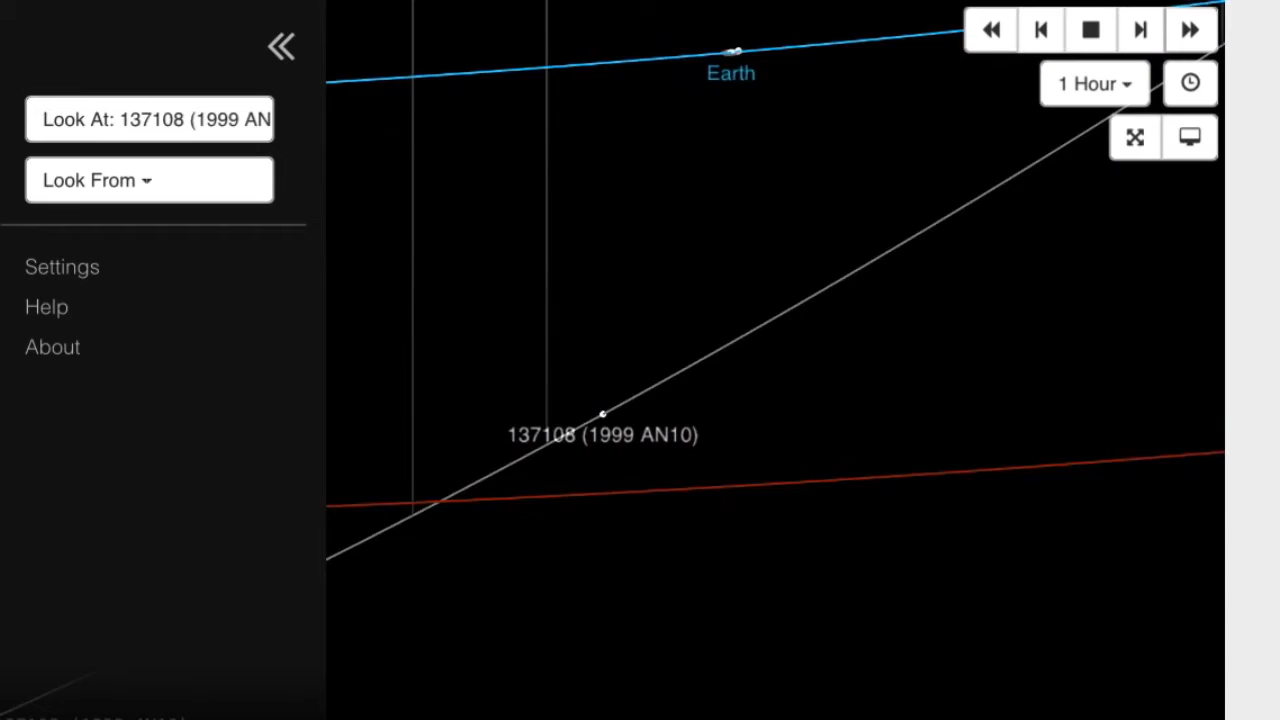 Look At: 137108 (1999 AN
Look From
Settings
Help
About
Earth
1 Hour
137108 (1999 AN10)